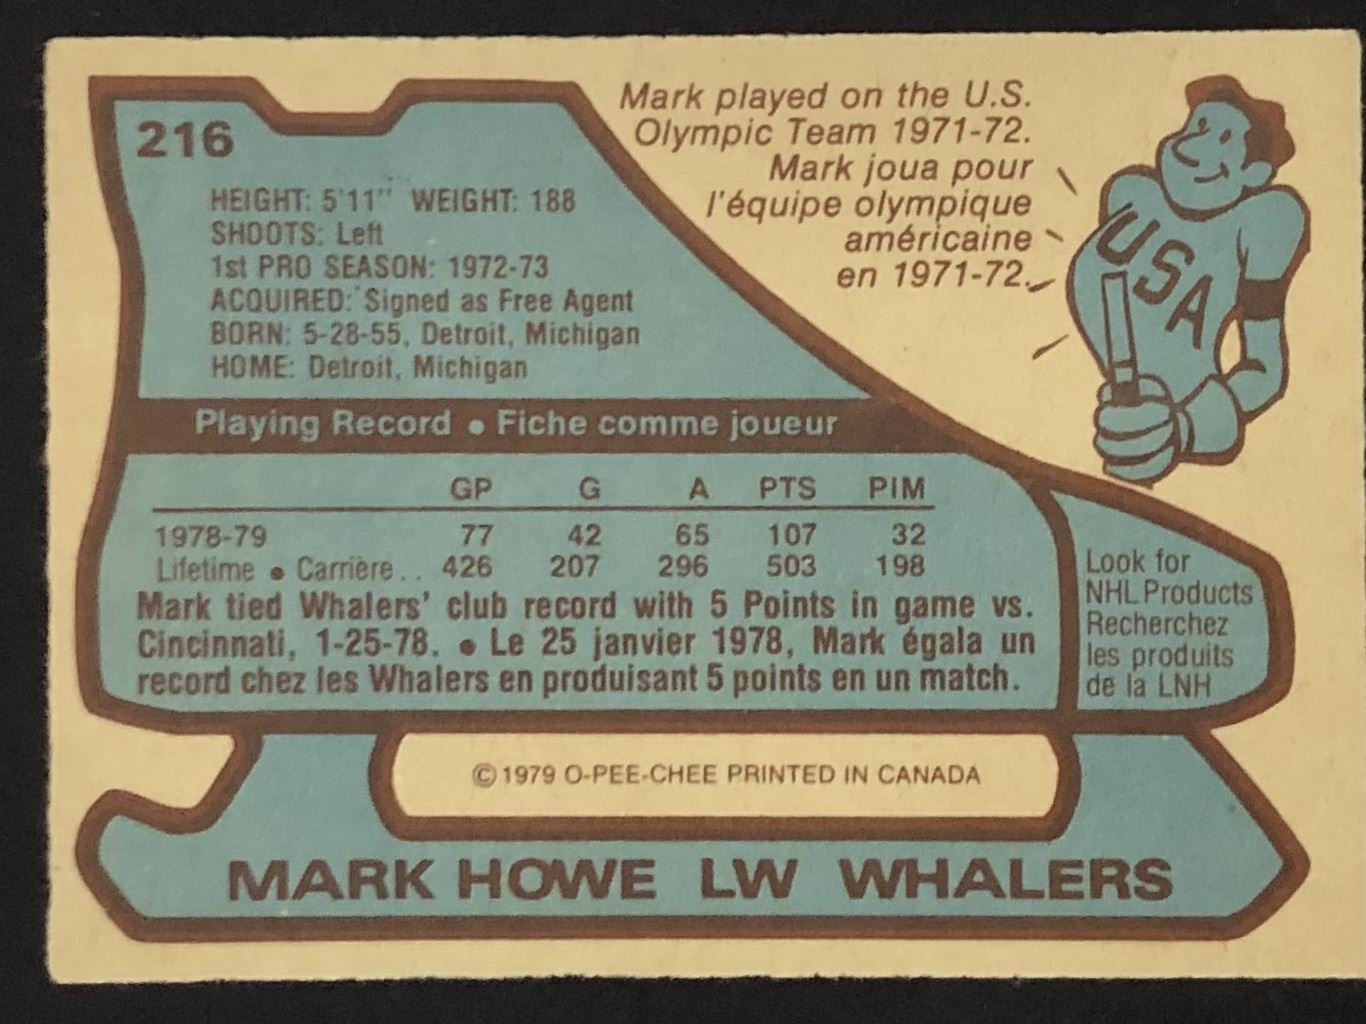 216
HEIGHT: 5'11" WEIGHT: 188
SHOOTS: Left
1st PRO SEASON: 1972-73
ACQUIRED: Signed as Free Agent
BORN: 5-28-55, Detroit, Michigan
HOME: Detroit, Michigan
Mark played on the U.S.
Olympic Team 1971-72.
Mark joua pour
l'équipe olympique
américaine
en 1971-72.
USA
Playing Record • Fiche comme joueur
GP G A PTS PIM
1978-79 77 42 65 107 32
Lifetime • Carrière.. 426 207 296 503 198
Mark tied Whalers' club record with 5 Points in game vs.
Cincinnati, 1-25-78. • Le 25 janvier 1978, Mark égala un
record chez les Whalers en produisant 5 points en un match.
Look for
NHL Products
Recherchez
les produits
de la LNH
© 1979 O-PEE-CHEE PRINTED IN CANADA
MARK HOWE LW WHALERS